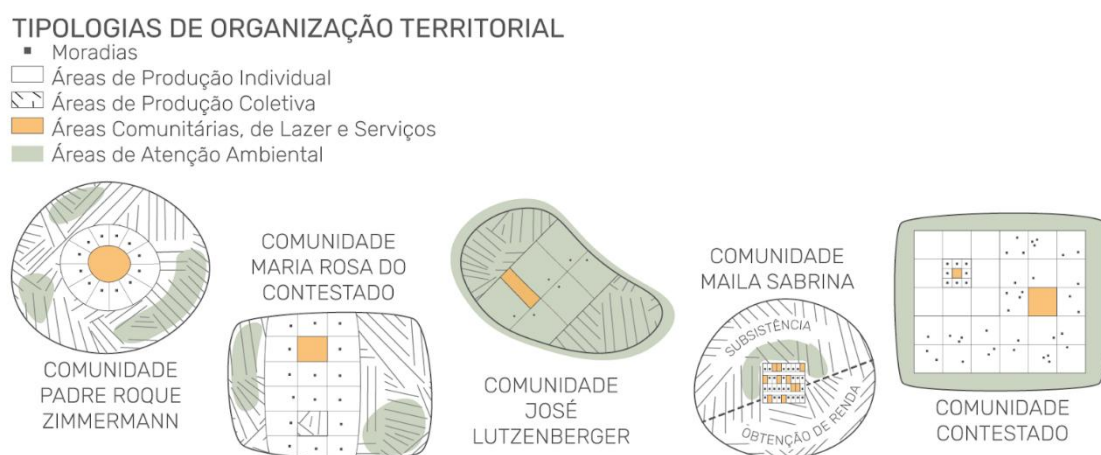 TIPOLOGIAS DE ORGANIZAÇÃO TERRITORIAL
Moradias
Áreas de Produção Individual
Áreas de Produção Coletiva
Áreas Comunitárias, de Lazer e Serviços
Áreas de Atenção Ambiental
COMUNIDADE
PADRE ROQUE
ZIMMERMANN
COMUNIDADE
MARIA ROSA DO
CONTESTADO
COMUNIDADE
JOSÉ
LUTZENBERGER
COMUNIDADE
MAILA SABRINA
SUBSISTÊNCIA
OBTENÇÃO DE RENDA
COMUNIDADE
CONTESTADO